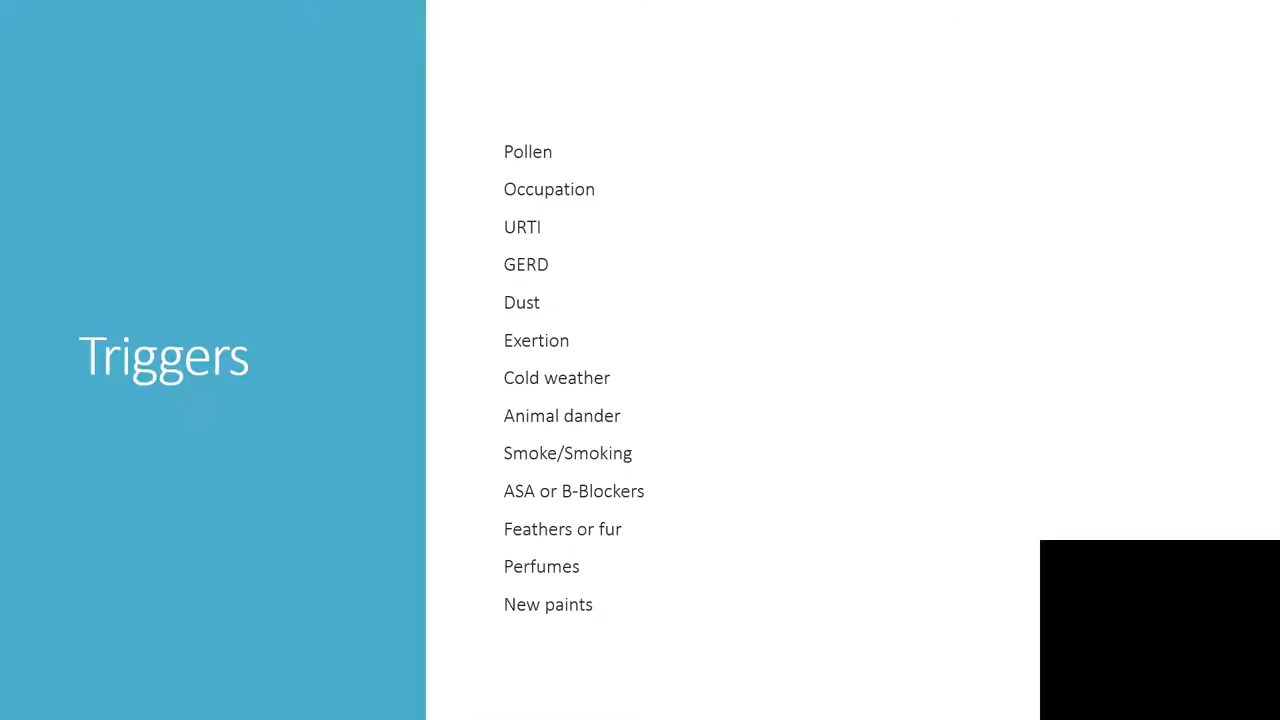 Triggers
Pollen
Occupation
URTI
GERD
Dust
Exertion
Cold weather
Animal dander
Smoke/Smoking
ASA or B-Blockers
Feathers or fur
Perfumes
New paints